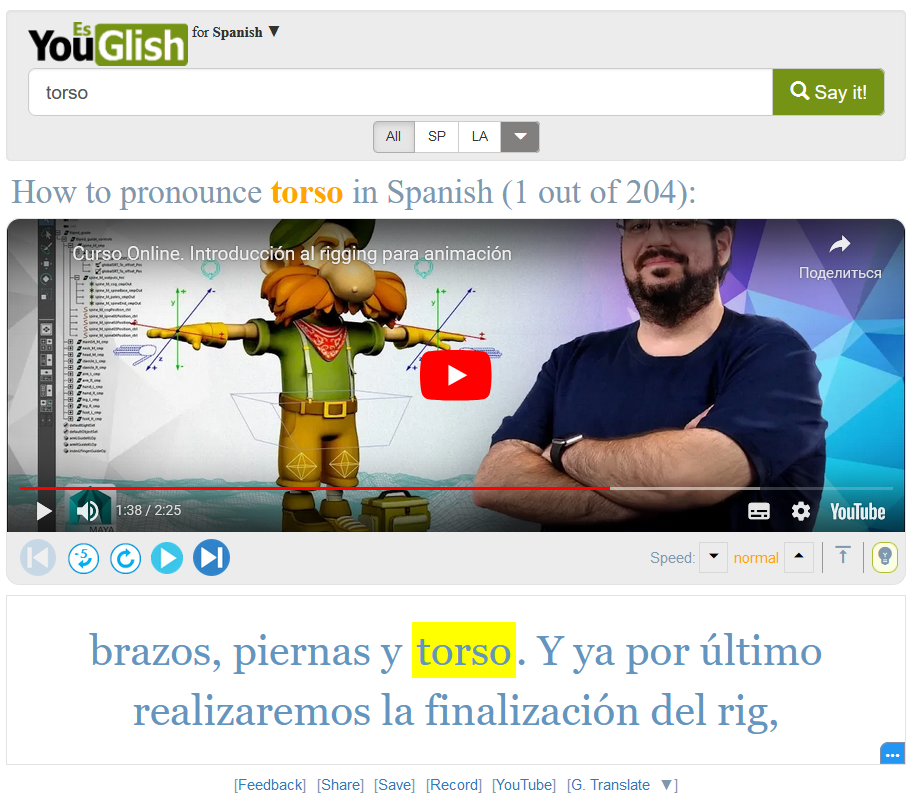 Es
YouGlish for Spanish ▼
torso
Say it!
All SP LA
How to pronounce torso in Spanish (1 out of 204):
Curso Online. Introducción al rigging para animación
Поделиться
1:38 / 2:25
YouTube
MAYA
-5
Speed: normal
brazos, piernas y torso. Y ya por último
realizaremos la finalización del rig,
...
[Feedback] [Share] [Save] [Record] [YouTube] [G. Translate ▼]